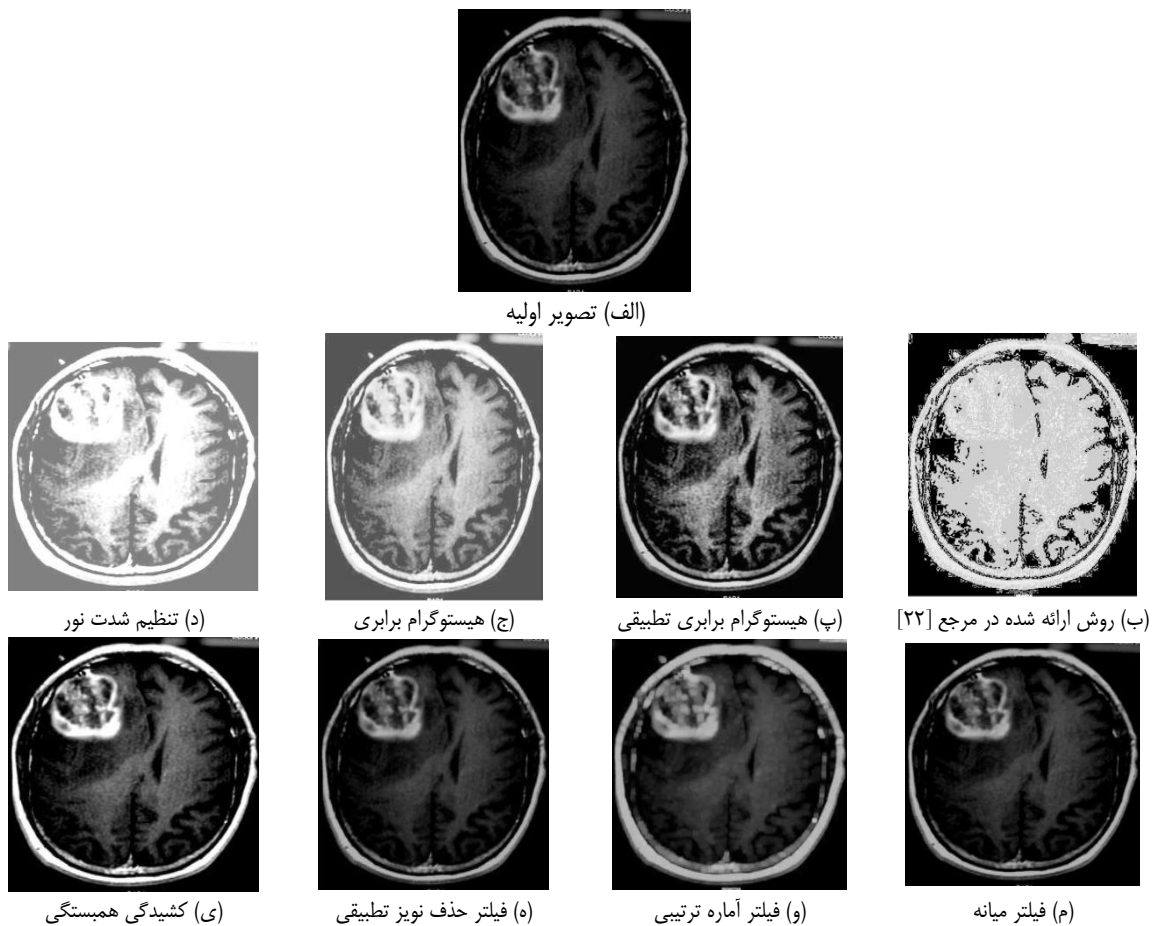 (الف) تصویر اولیه
(ب) روش ارائه شده در مرجع [۲۲]
(پ) هیستوگرام برابری تطبیقی
(ج) هیستوگرام برابری
(د) تنظیم شدت نور
(م) فیلتر میانه
(و) فیلتر آماره ترتیبی
(ه) فیلتر حذف نویز تطبیقی
(ی) کشیدگی همبستگی